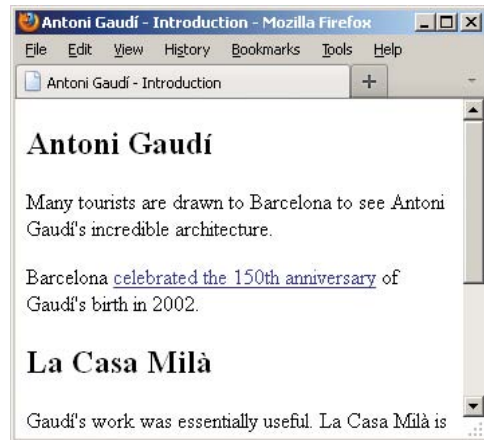 Antoni Gaudí - Introduction - Mozilla Firefox
File Edit View History Bookmarks Tools Help
Antoni Gaudí - Introduction
Antoni Gaudí
Many tourists are drawn to Barcelona to see Antoni
Gaudí's incredible architecture.
Barcelona celebrated the 150th anniversary of
Gaudí's birth in 2002.
La Casa Milà
Gaudí's work was essentially useful. La Casa Milà is